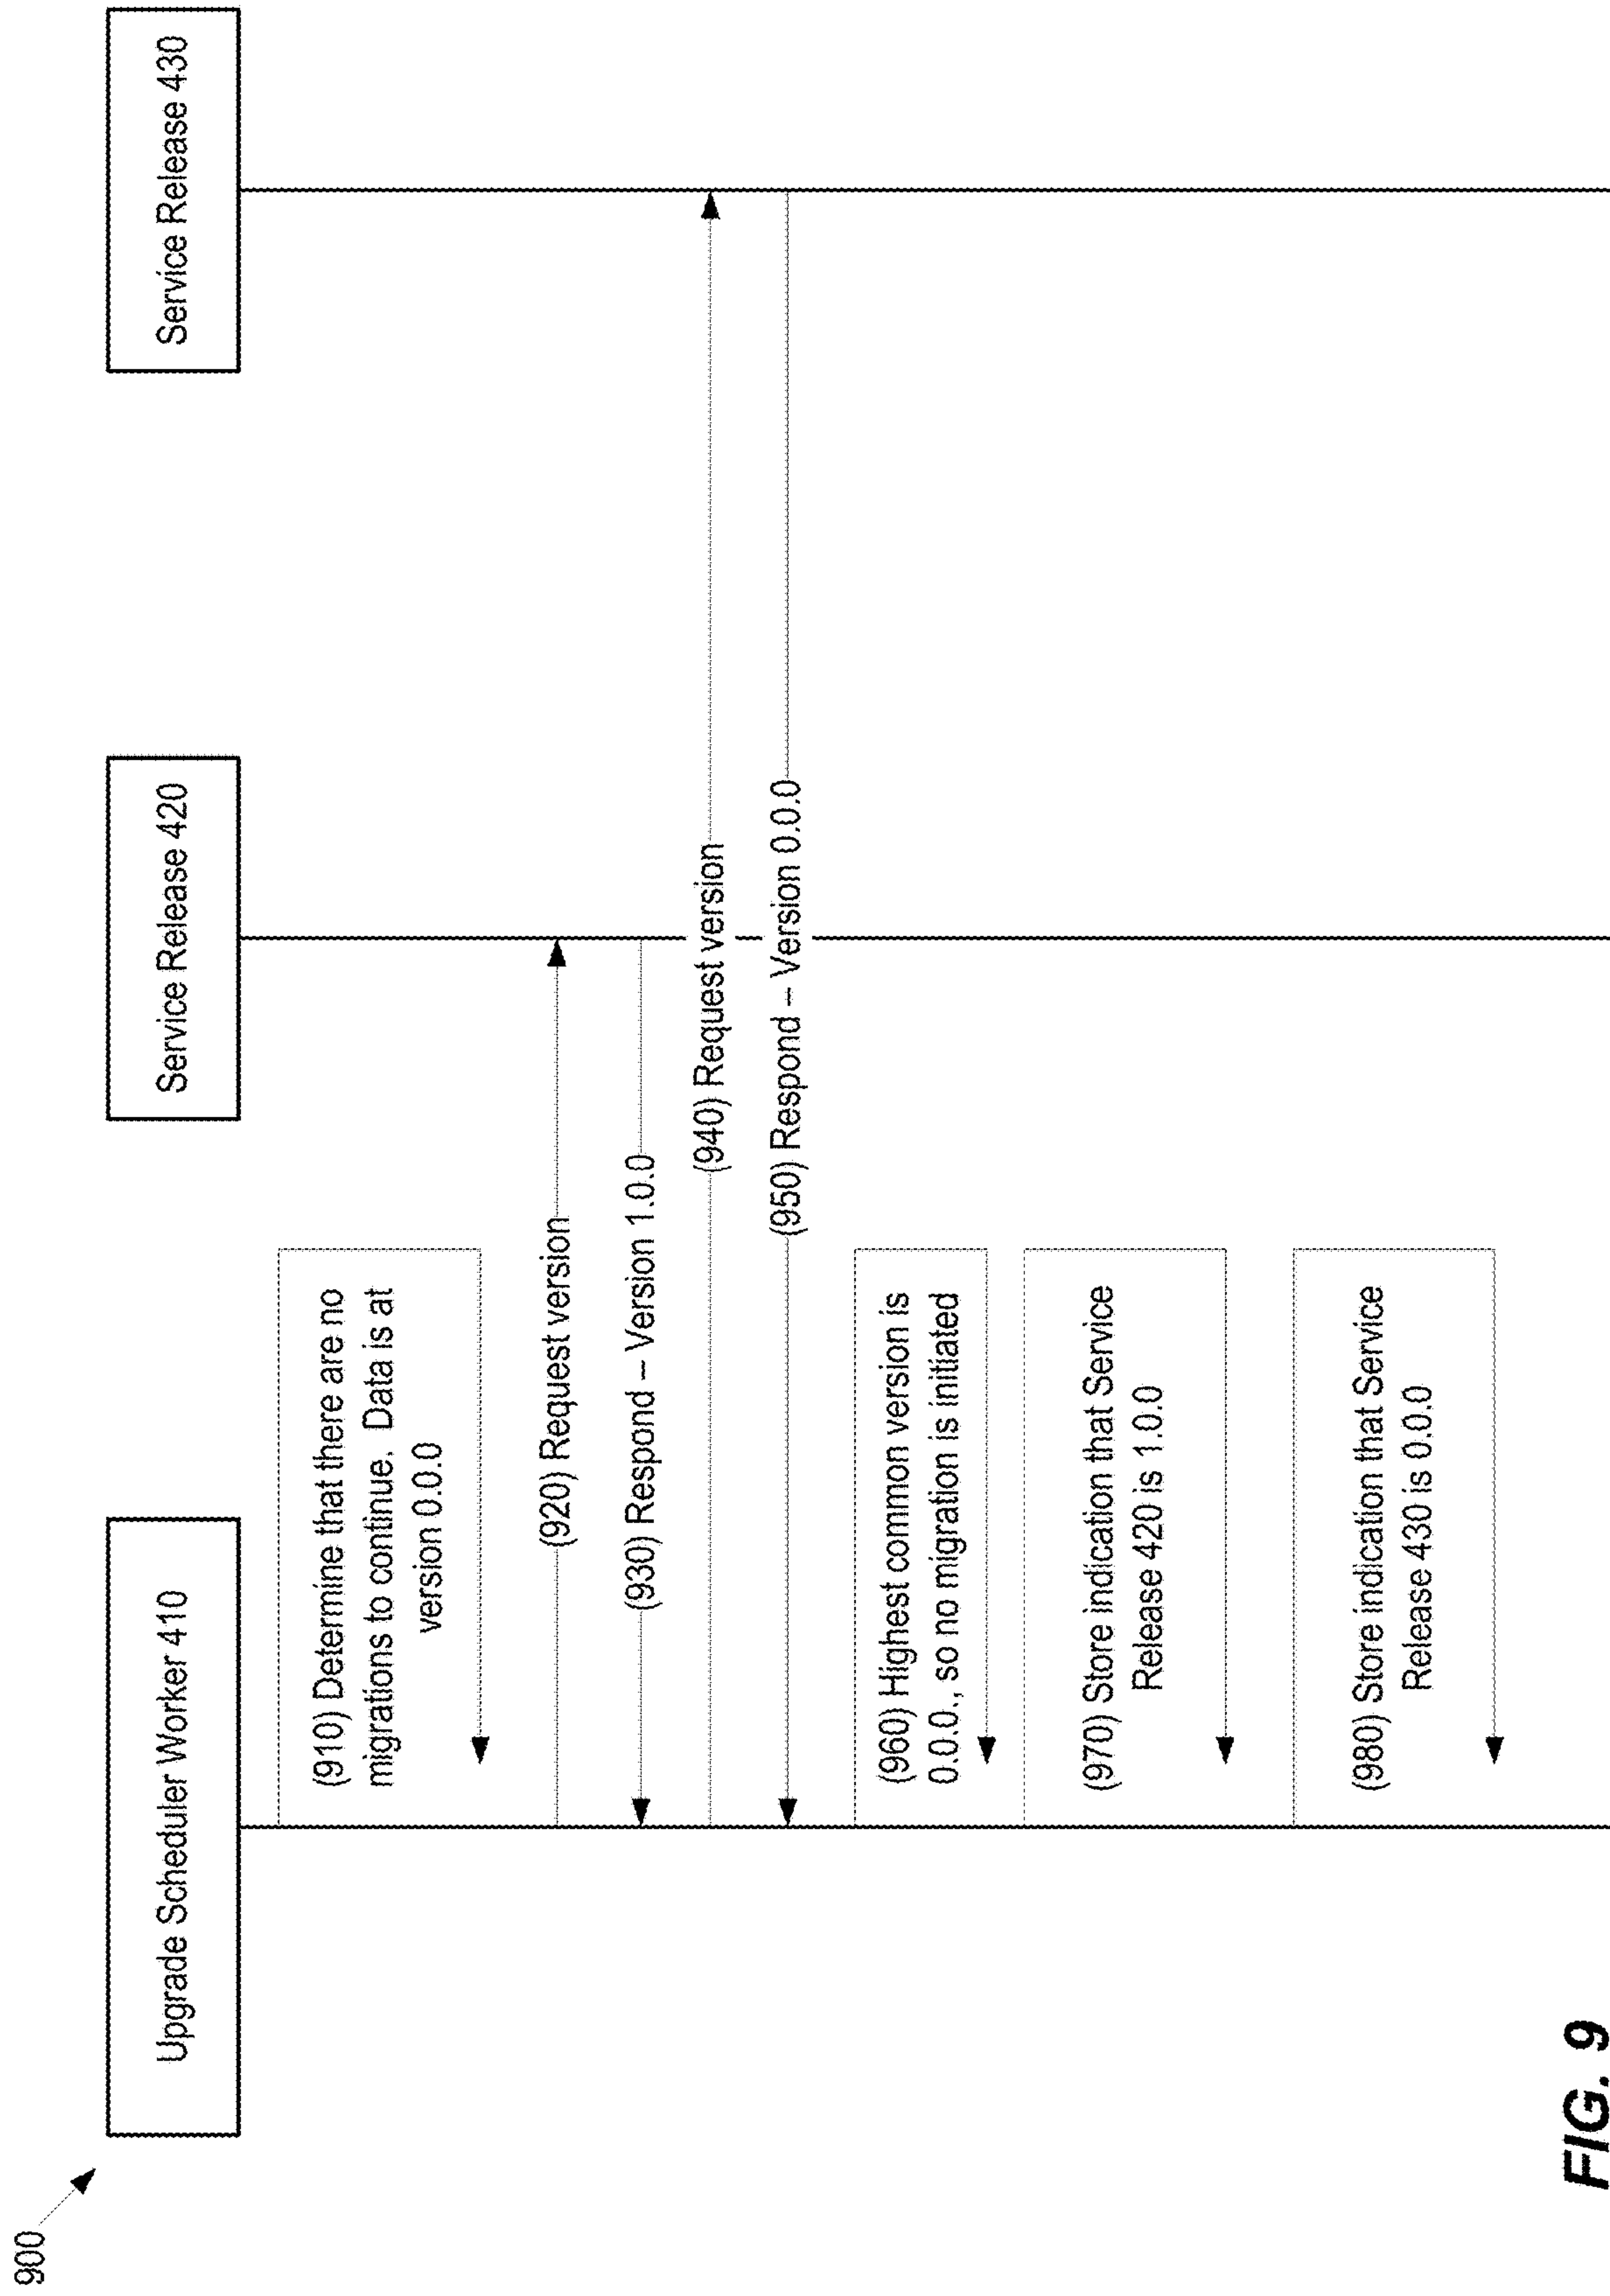 900
Upgrade Scheduler Worker 410
Service Release 420
Service Release 430
(910) Determine that there are no
migrations to continue. Data is at
version 0.0.0
(920) Request version
(930) Respond – Version 1.0.0
(940) Request version
(950) Respond – Version 0.0.0
(960) Highest common version is
0.0.0., so no migration is initiated
(970) Store indication that Service
Release 420 is 1.0.0
(980) Store indication that Service
Release 430 is 0.0.0
FIG. 9